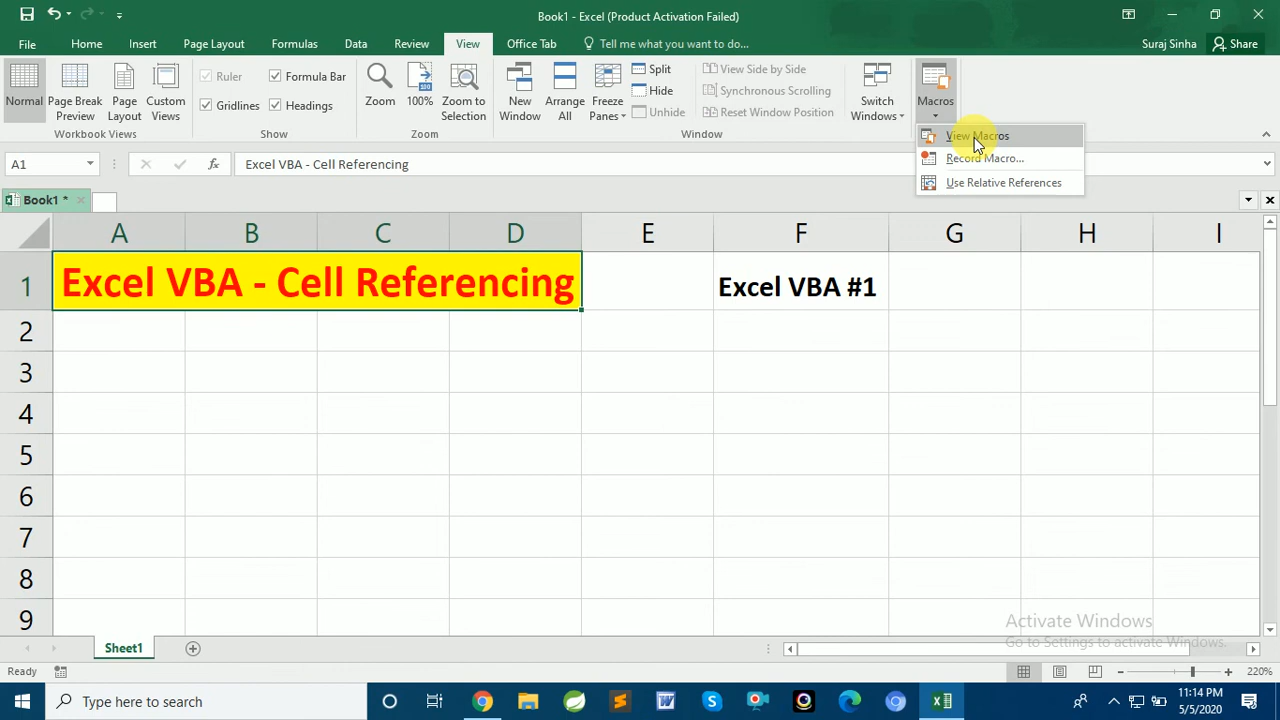 Book1 - Excel (Product Activation Failed)
File Home Insert Page Layout Formulas Data Review View Office Tab Tell me what you want to do... Suraj Sinha Share
Normal
Page Break Preview
Page Layout
Custom Views
Workbook Views
Ruler
Formula Bar
Gridlines
Headings
Show
Zoom
100
100%
Zoom to Selection
Zoom
New Window
Arrange All
Freeze Panes
Split
Hide
Unhide
View Side by Side
Synchronous Scrolling
Reset Window Position
Window
Switch Windows
Macros
View Macros
Record Macro...
Use Relative References
A1 fx Excel VBA - Cell Referencing
Book1 *
A B C D E F G H I
1 Excel VBA - Cell Referencing Excel VBA #1
2
3
4
5
6
7
8
9
Activate Windows
Go to Settings to activate Windows.
Sheet1
Ready 220%
Type here to search
11:14 PM
5/5/2020